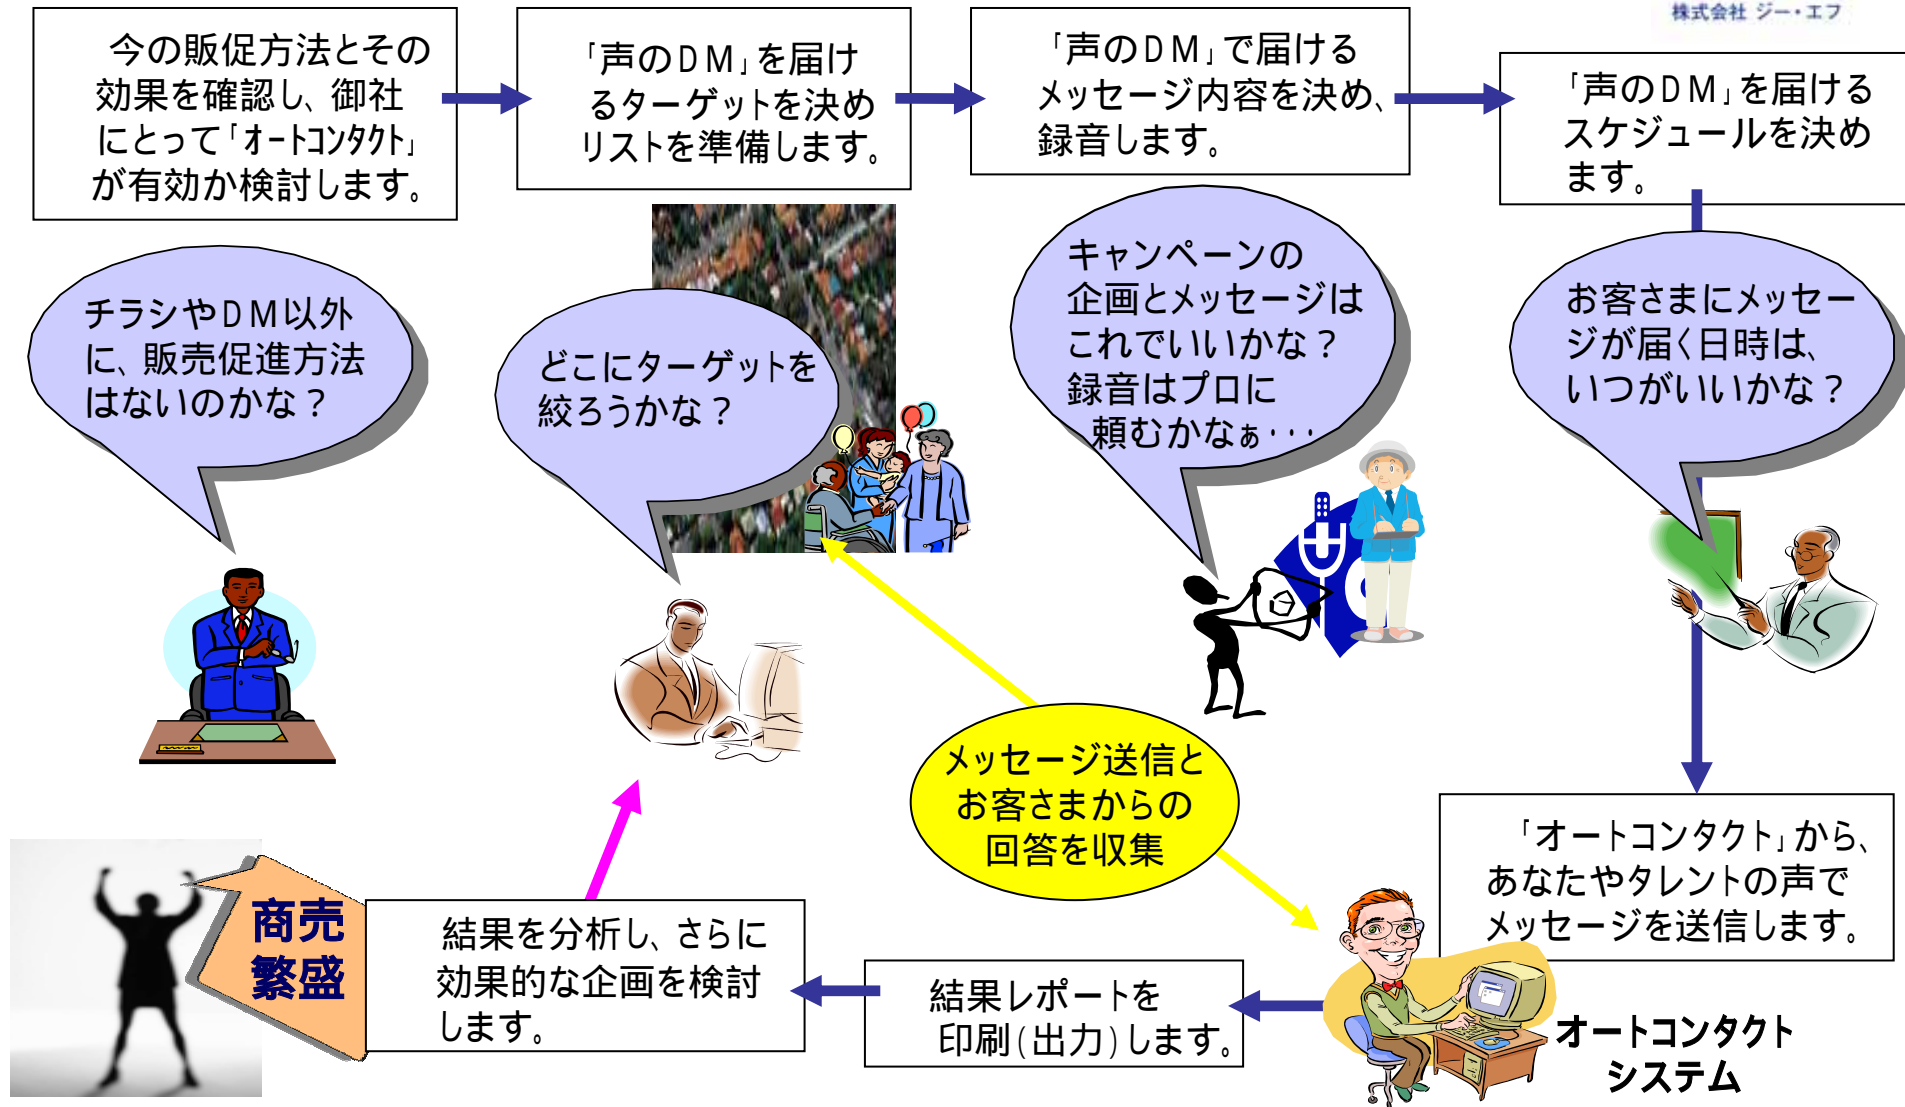 株式会社 ジー・エフ
今の販促方法とその
効果を確認し、御社
にとって「オートコンタクト」
が有効か検討します。
「声のDM」を届け
るターゲットを決め
リストを準備します。
「声のDM」で届ける
メッセージ内容を決め、
録音します。
「声のDM」を届ける
スケジュールを決め
ます。
チラシやDM以外
に、販売促進方法
はないのかな？
どこにターゲットを
絞ろうかな？
キャンペーンの
企画とメッセージは
これでいいかな？
録音はプロに
頼むかなぁ・・・
お客さまにメッセー
ジが届く日時は、
いつがいいかな？
メッセージ送信と
お客さまからの
回答を収集
「オートコンタクト」から、
あなたやタレントの声で
メッセージを送信します。
オートコンタクト
システム
結果レポートを
印刷(出力)します。
結果を分析し、さらに
効果的な企画を検討
します。
商売
繁盛